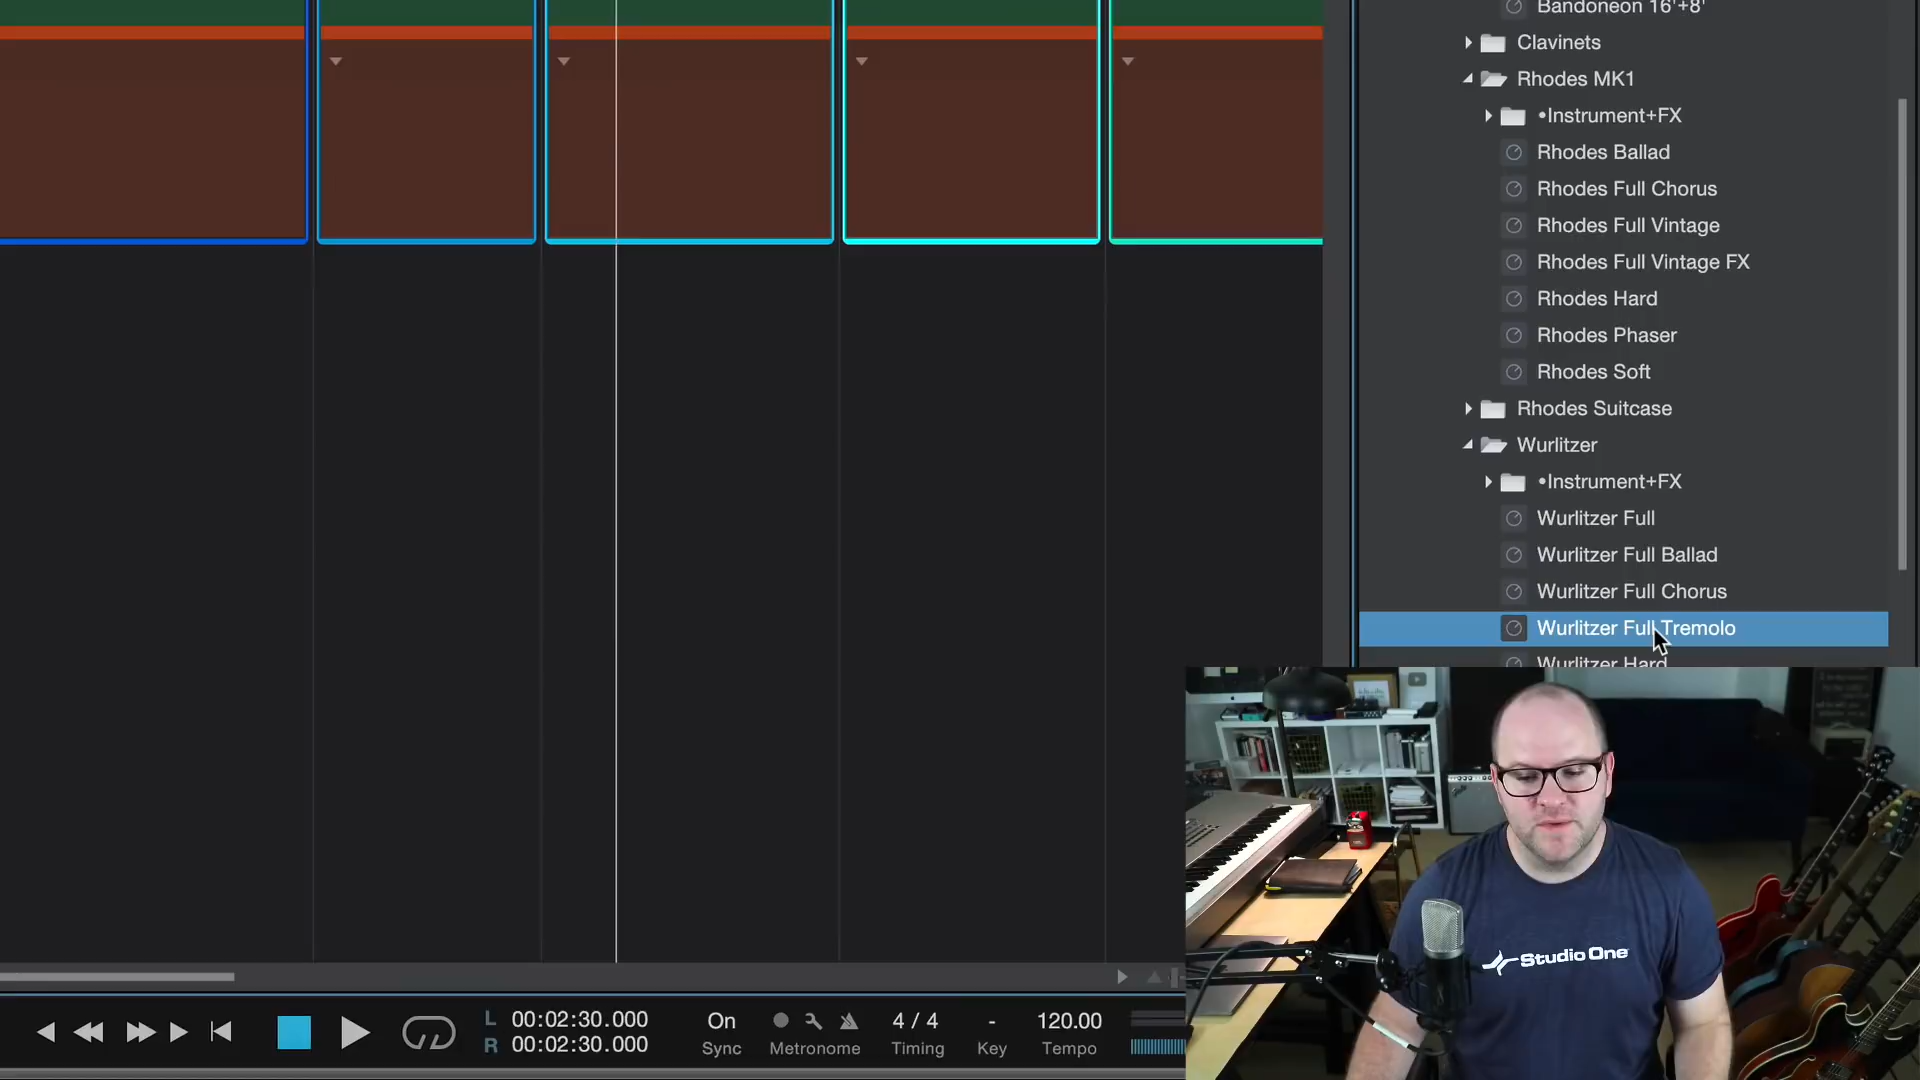 Bandoneon 16'+8'
Clavinets
Rhodes MK1
•Instrument+FX
Rhodes Ballad
Rhodes Full Chorus
Rhodes Full Vintage
Rhodes Full Vintage FX
Rhodes Hard
Rhodes Phaser
Rhodes Soft
Rhodes Suitcase
Wurlitzer
•Instrument+FX
Wurlitzer Full
Wurlitzer Full Ballad
Wurlitzer Full Chorus
Wurlitzer Full Tremolo
Wurlitzer Hard
Studio One
L 00:02:30.000
R 00:02:30.000
On
Sync
Metronome
4 / 4
Timing
-
Key
120.00
Tempo